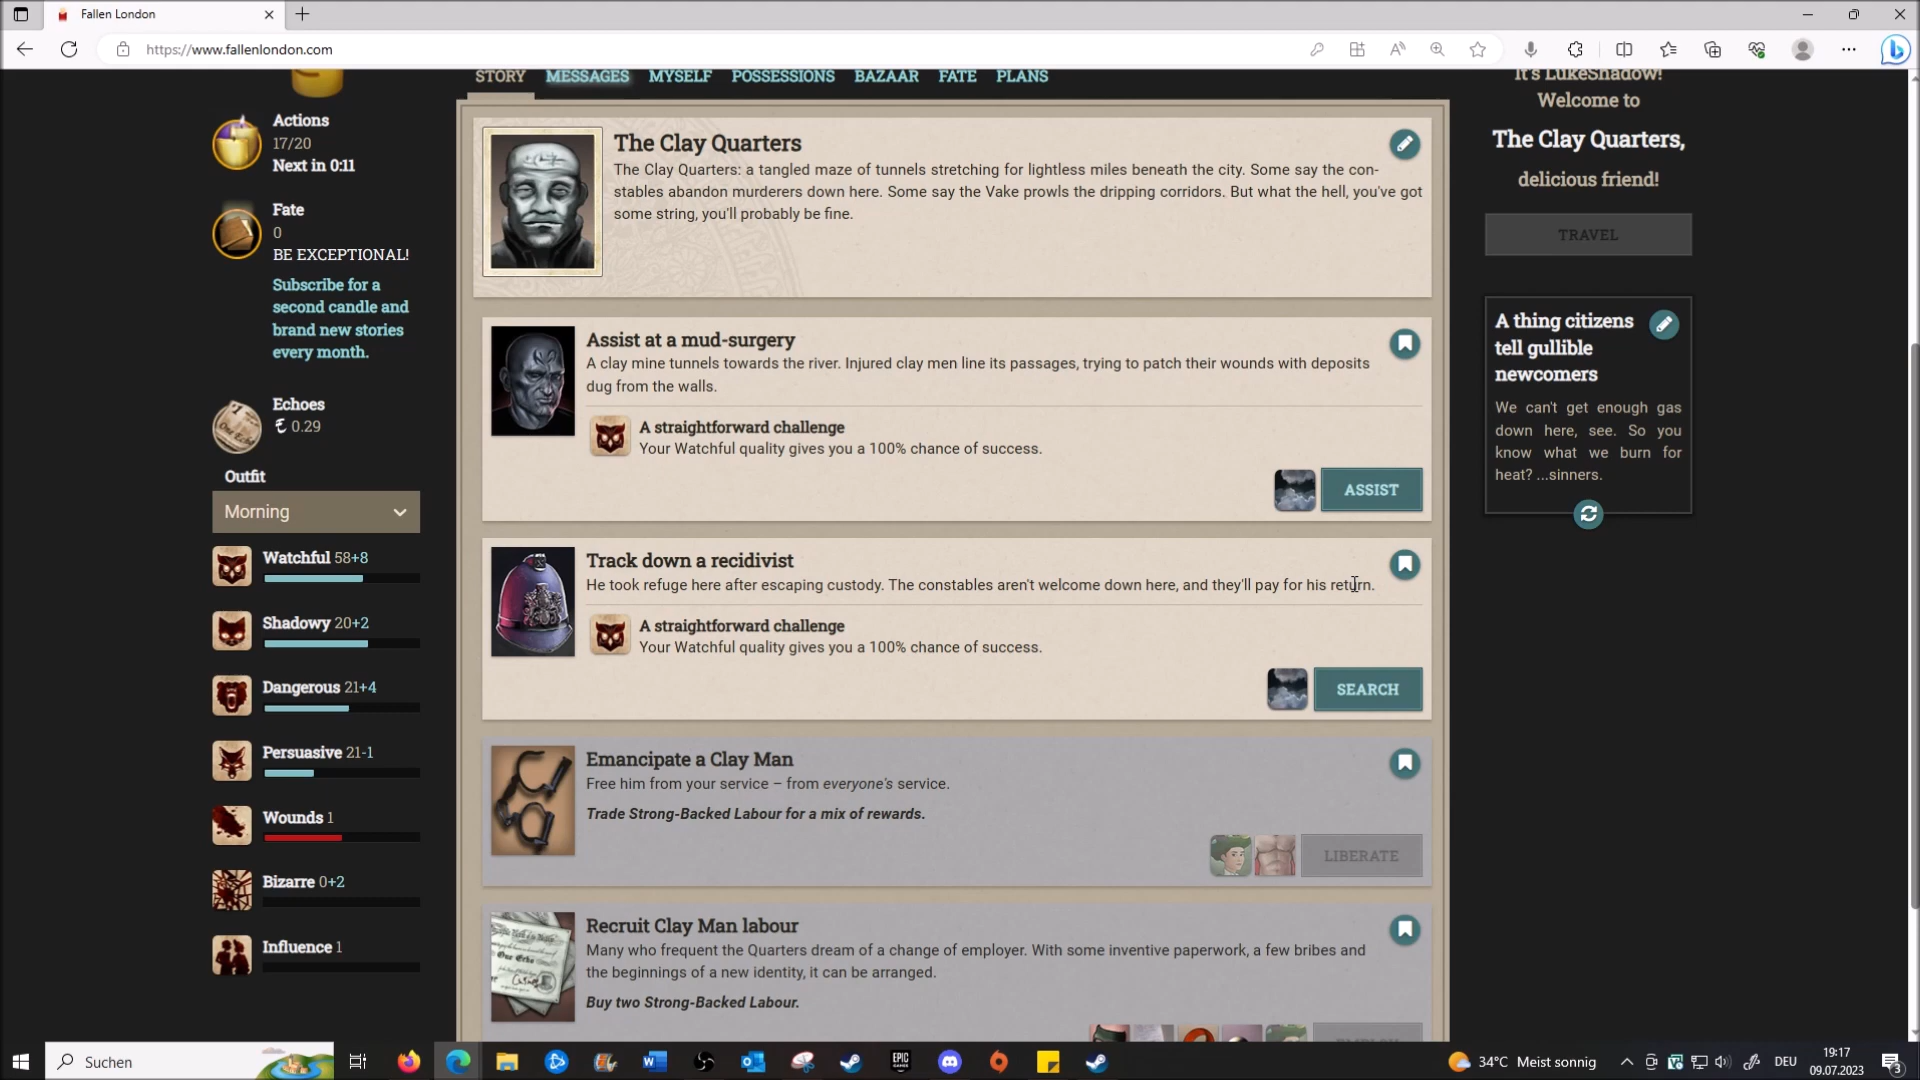 Fallen London
https://www.fallenlondon.com
STORY MESSAGES MYSELF POSSESSIONS BAZAAR FATE PLANS
Actions
17/20
Next in 0:11
Fate
0
BE EXCEPTIONAL!
Subscribe for a
second candle and
brand new stories
every month.
Echoes
0.29
Outfit
Morning
Watchful 58+8
Shadowy 20+2
Dangerous 21+4
Persuasive 21-1
Wounds 1
Bizarre 0+2
Influence 1
The Clay Quarters
The Clay Quarters: a tangled maze of tunnels stretching for lightless miles beneath the city. Some say the con-
stables abandon murderers down here. Some say the Vake prowls the dripping corridors. But what the hell, you've got
some string, you'll probably be fine.
Assist at a mud-surgery
A clay mine tunnels towards the river. Injured clay men line its passages, trying to patch their wounds with deposits
dug from the walls.
A straightforward challenge
Your Watchful quality gives you a 100% chance of success.
ASSIST
Track down a recidivist
He took refuge here after escaping custody. The constables aren't welcome down here, and they'll pay for his return.
A straightforward challenge
Your Watchful quality gives you a 100% chance of success.
SEARCH
Emancipate a Clay Man
Free him from your service – from everyone's service.
Trade Strong-Backed Labour for a mix of rewards.
LIBERATE
Recruit Clay Man labour
Many who frequent the Quarters dream of a change of employer. With some inventive paperwork, a few bribes and
the beginnings of a new identity, it can be arranged.
Buy two Strong-Backed Labour.
It's LukeShadow!
Welcome to
The Clay Quarters,
delicious friend!
TRAVEL
A thing citizens
tell gullible
newcomers
We can't get enough gas
down here, see. So you
know what we burn for
heat? ...sinners.
Suchen
34°C Meist sonnig
DEU
19:17
09.07.2023
3